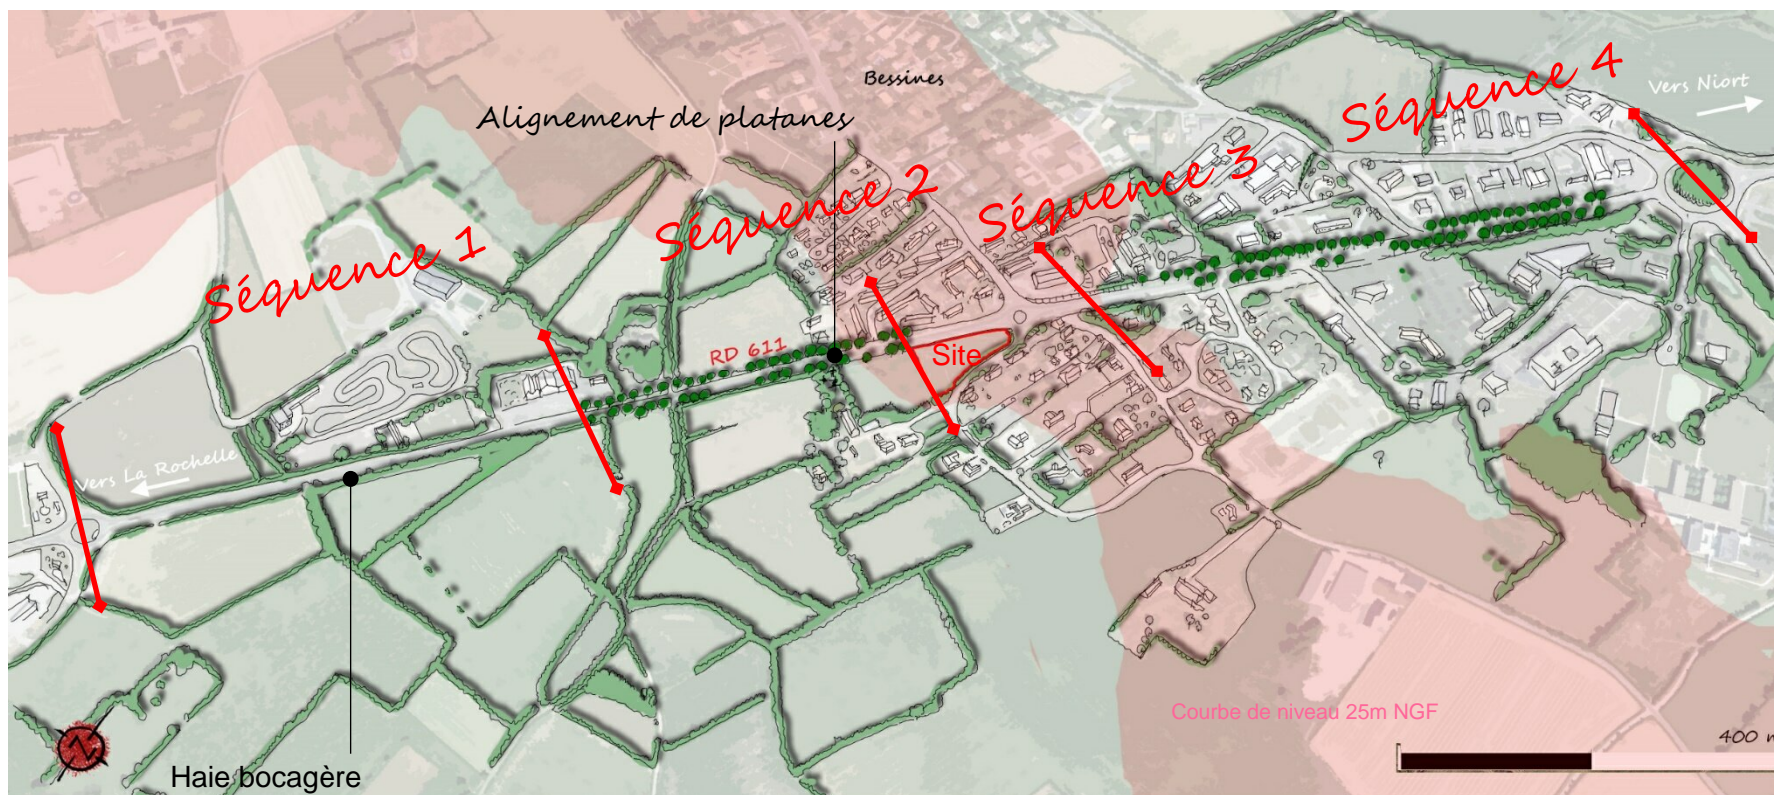 Bessines
Vers Niort
Alignement de platanes
Séquence 1
Séquence 2
Séquence 3
Séquence 4
RD 611
Site
Vers La Rochelle
Courbe de niveau 25m NGF
400 m
Haie bocagère
N